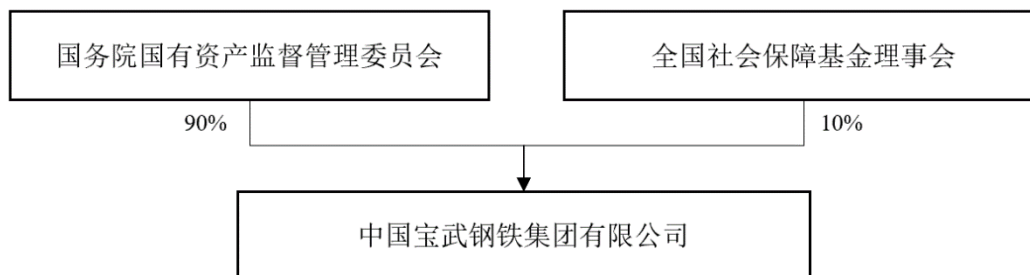 国务院国有资产监督管理委员会
全国社会保障基金理事会
90%
10%
中国宝武钢铁集团有限公司